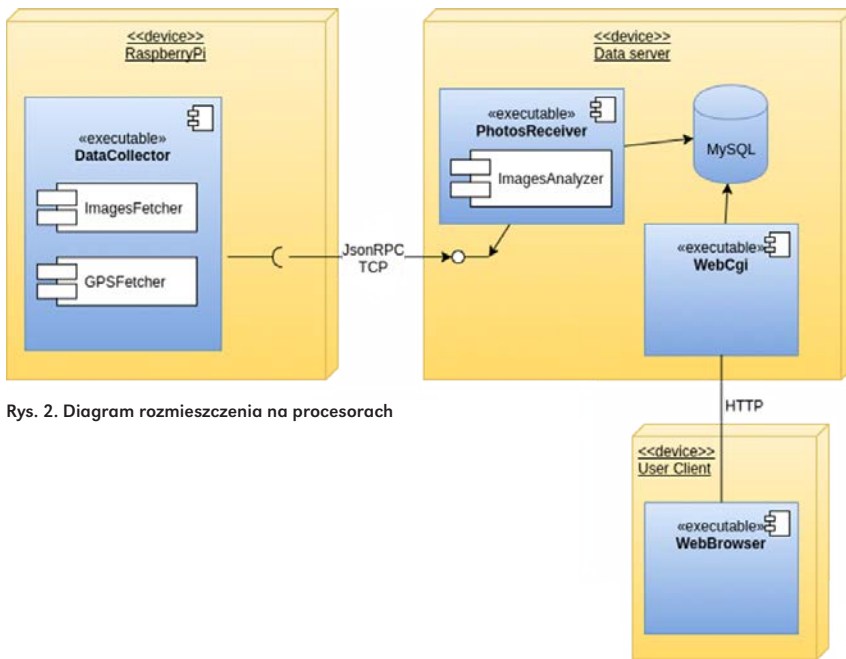 <<device>>
RaspberryPi
«executable»
DataCollector
ImagesFetcher
GPSFetcher
JsonRPC
TCP
<<device>>
Data server
«executable»
PhotosReceiver
ImagesAnalyzer
MySQL
«executable»
WebCgi
HTTP
Rys. 2. Diagram rozmieszczenia na procesorach
<<device>>
User Client
«executable»
WebBrowser